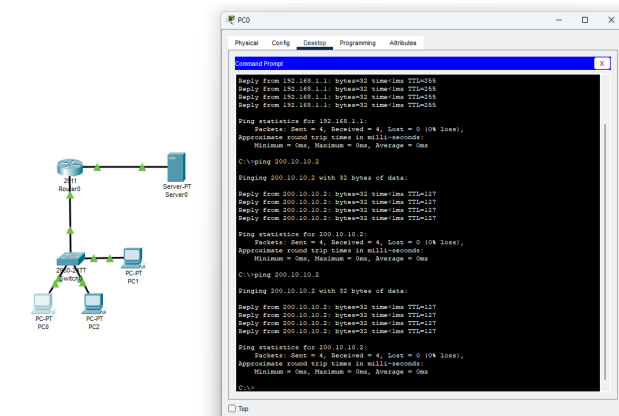 PC0
Physical Config Desktop Programming Attributes
Command Prompt
X
Reply from 192.168.1.1: bytes=32 time<1ms TTL=255
Reply from 192.168.1.1: bytes=32 time<1ms TTL=255
Reply from 192.168.1.1: bytes=32 time<1ms TTL=255
Reply from 192.168.1.1: bytes=32 time<1ms TTL=255
Ping statistics for 192.168.1.1:
Packets: Sent = 4, Received = 4, Lost = 0 (0% loss),
Approximate round trip times in milli-seconds:
Minimum = 0ms, Maximum = 0ms, Average = 0ms
C:\>ping 200.10.10.2
Pinging 200.10.10.2 with 32 bytes of data:
Reply from 200.10.10.2: bytes=32 time<1ms TTL=127
Reply from 200.10.10.2: bytes=32 time<1ms TTL=127
Reply from 200.10.10.2: bytes=32 time<1ms TTL=127
Reply from 200.10.10.2: bytes=32 time<1ms TTL=127
Ping statistics for 200.10.10.2:
Packets: Sent = 4, Received = 4, Lost = 0 (0% loss),
Approximate round trip times in milli-seconds:
Minimum = 0ms, Maximum = 0ms, Average = 0ms
C:\>ping 200.10.10.2
Pinging 200.10.10.2 with 32 bytes of data:
Reply from 200.10.10.2: bytes=32 time<1ms TTL=127
Reply from 200.10.10.2: bytes=32 time<1ms TTL=127
Reply from 200.10.10.2: bytes=32 time<1ms TTL=127
Reply from 200.10.10.2: bytes=32 time<1ms TTL=127
Ping statistics for 200.10.10.2:
Packets: Sent = 4, Received = 4, Lost = 0 (0% loss),
Approximate round trip times in milli-seconds:
Minimum = 0ms, Maximum = 0ms, Average = 0ms
C:\>
Top
2911
Router0
Server-PT
Server0
2960-24TT
Switch0
PC-PT
PC1
PC-PT
PC0
PC-PT
PC2